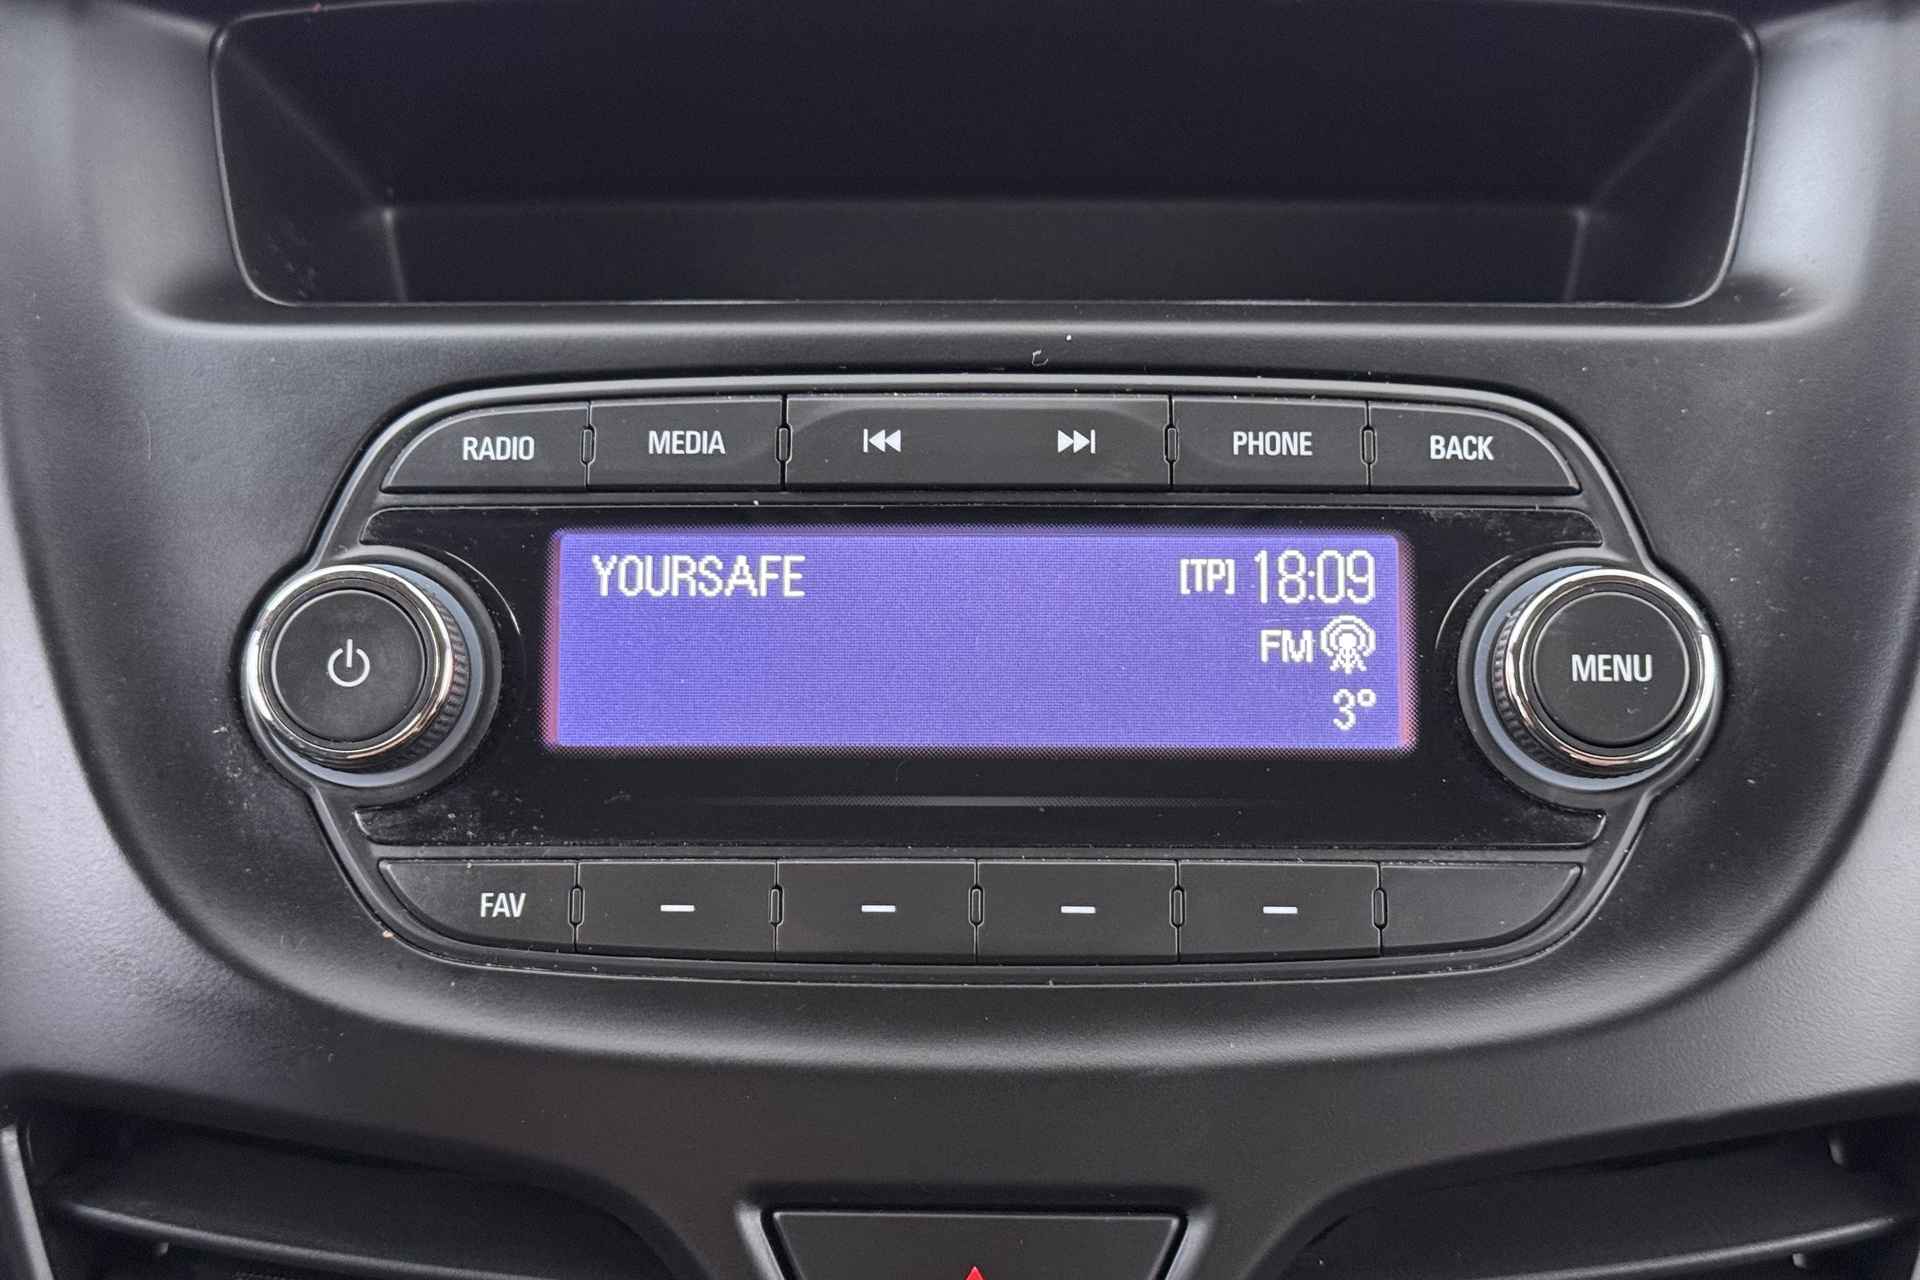 RADIO MEDIA PHONE BACK
YOURSAFE [TP] 18:09
FM
3°
MENU
FAV